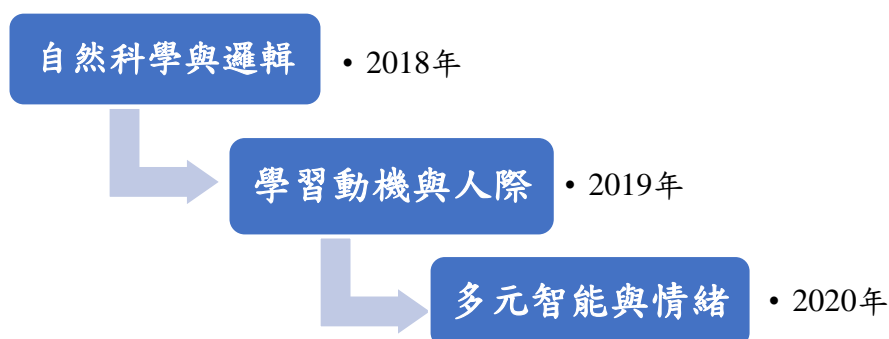 自然科學與邏輯 • 2018年
學習動機與人際 • 2019年
多元智能與情緒 • 2020年